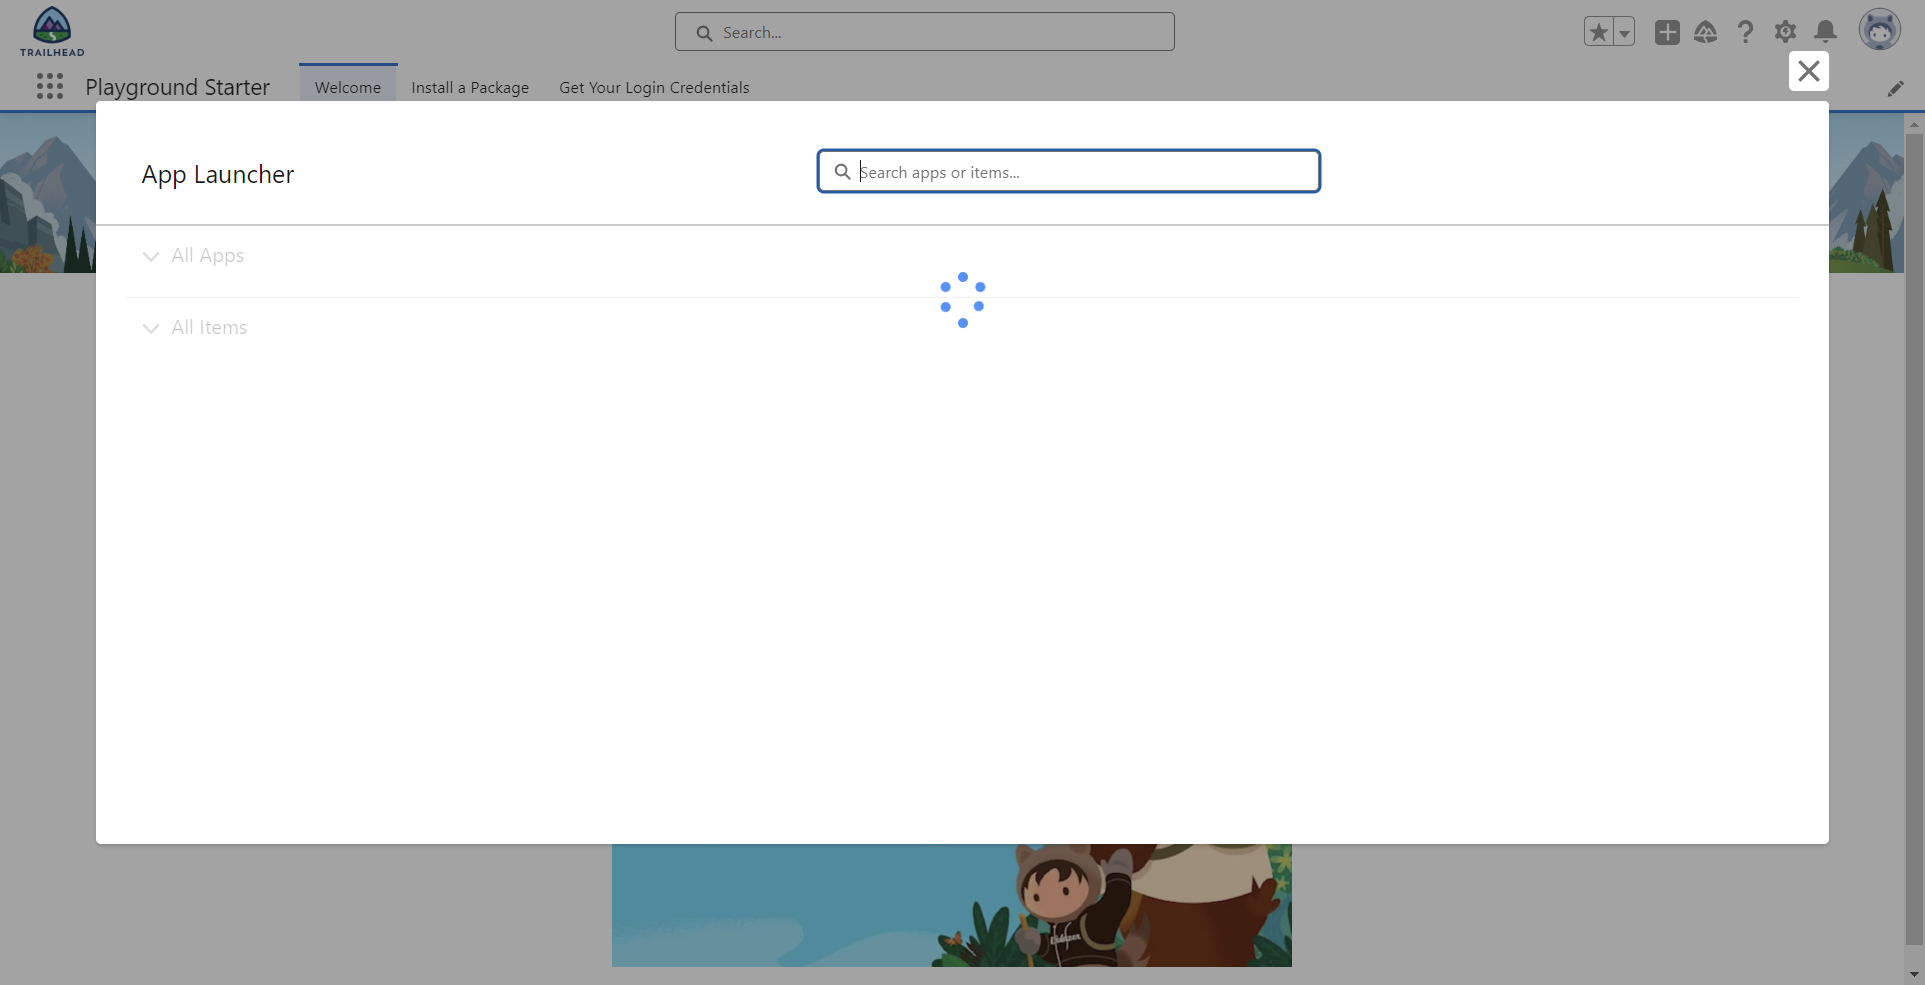 TRAILHEAD
Search...
Playground Starter
Welcome
Install a Package
Get Your Login Credentials
App Launcher
Search apps or items...
All Apps
All Items